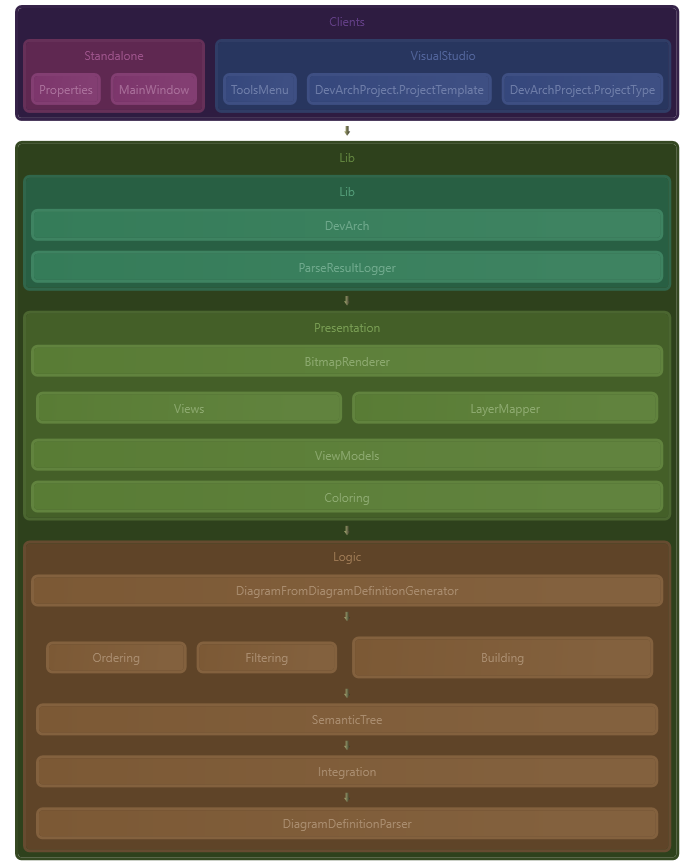 Clients
Standalone
VisualStudio
Properties
MainWindow
ToolsMenu
DevArchProject.ProjectTemplate
DevArchProject.ProjectType
Lib
Lib
DevArch
ParseResultLogger
Presentation
BitmapRenderer
Views
LayerMapper
ViewModels
Coloring
Logic
DiagramFromDiagramDefinitionGenerator
Ordering
Filtering
Building
SemanticTree
Integration
DiagramDefinitionParser